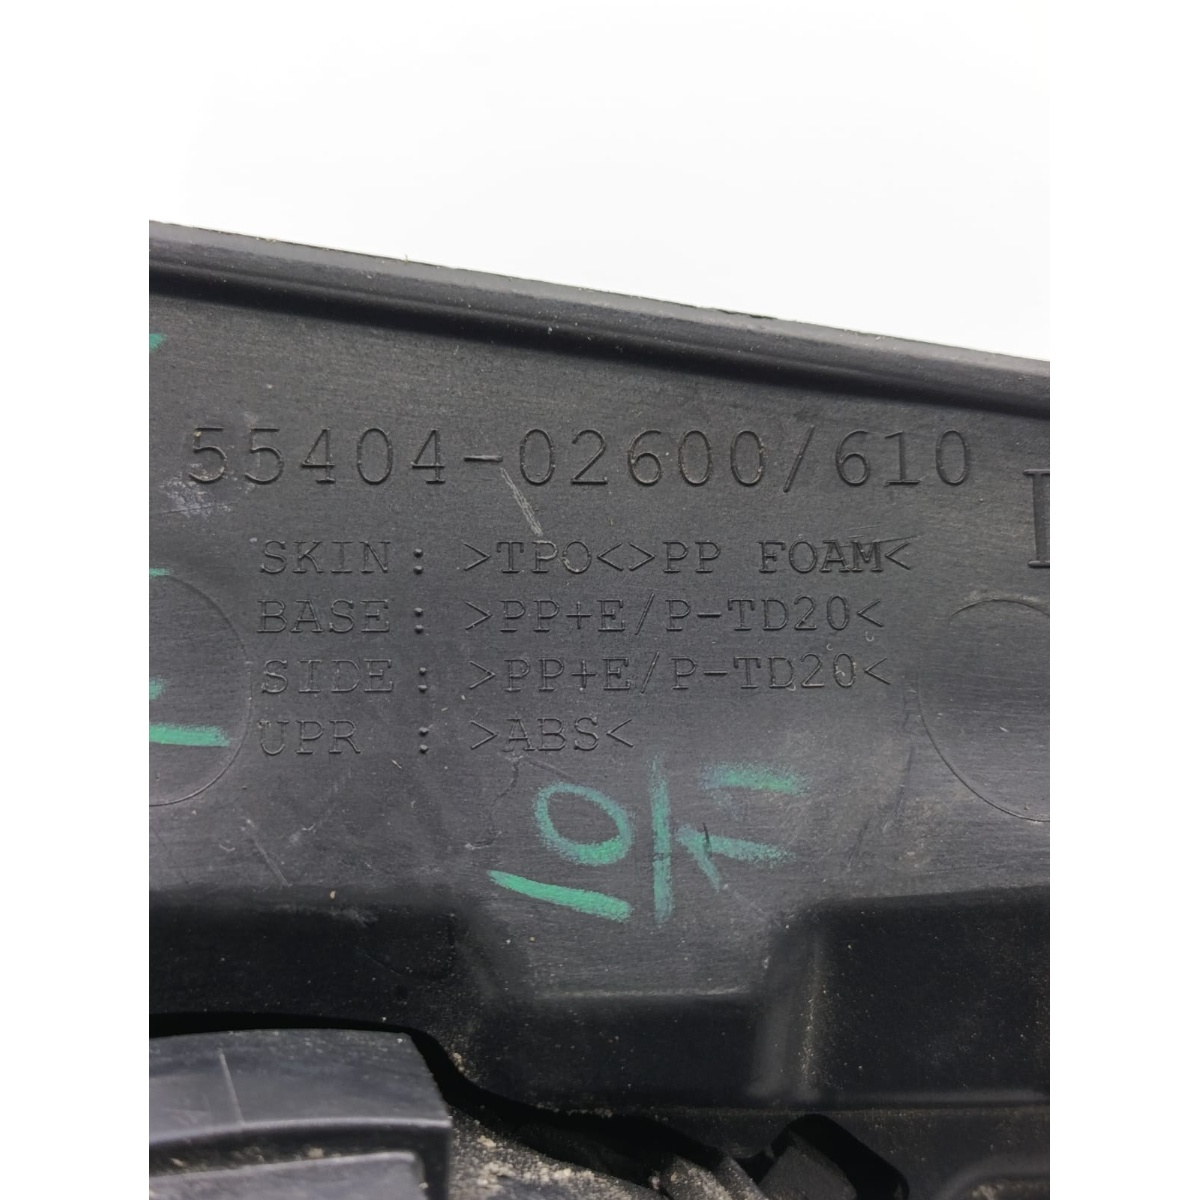 55404-02600/610
SKIN : >TPO<>PP FOAM<
BASE : >PP+E/P-TD20<
SIDE : >PP+E/P-TD20<
UPR : >ABS<